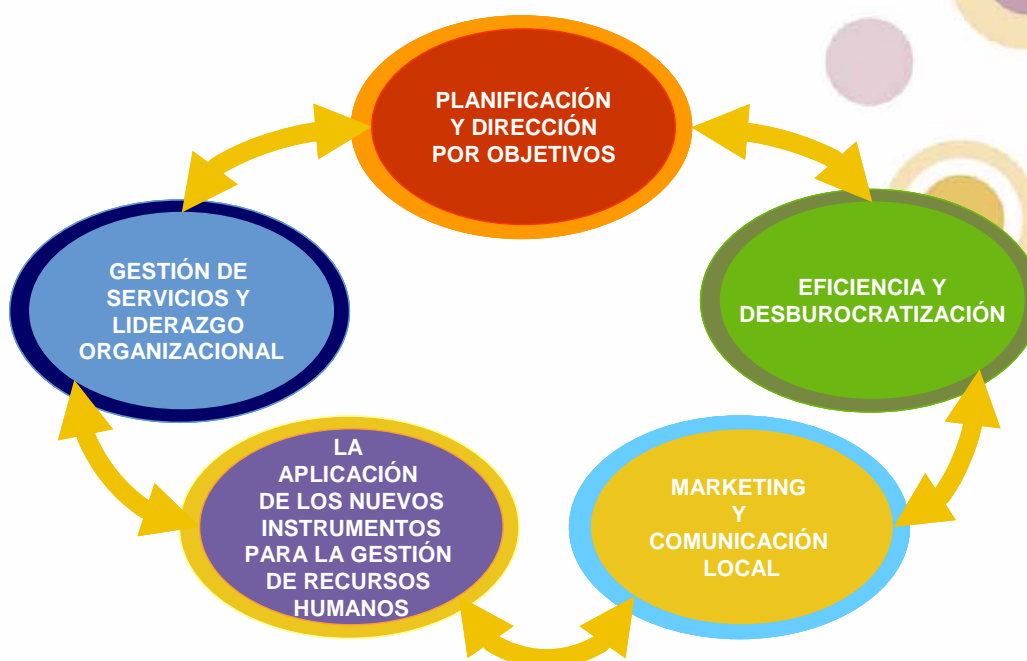 PLANIFICACIÓN
Y DIRECCIÓN
POR OBJETIVOS
GESTIÓN DE
SERVICIOS Y
LIDERAZGO
ORGANIZACIONAL
EFICIENCIA Y
DESBUROCRATIZACIÓN
LA
APLICACIÓN
DE LOS NUEVOS
INSTRUMENTOS
PARA LA GESTIÓN
DE RECURSOS
HUMANOS
MARKETING
Y
COMUNICACIÓN
LOCAL